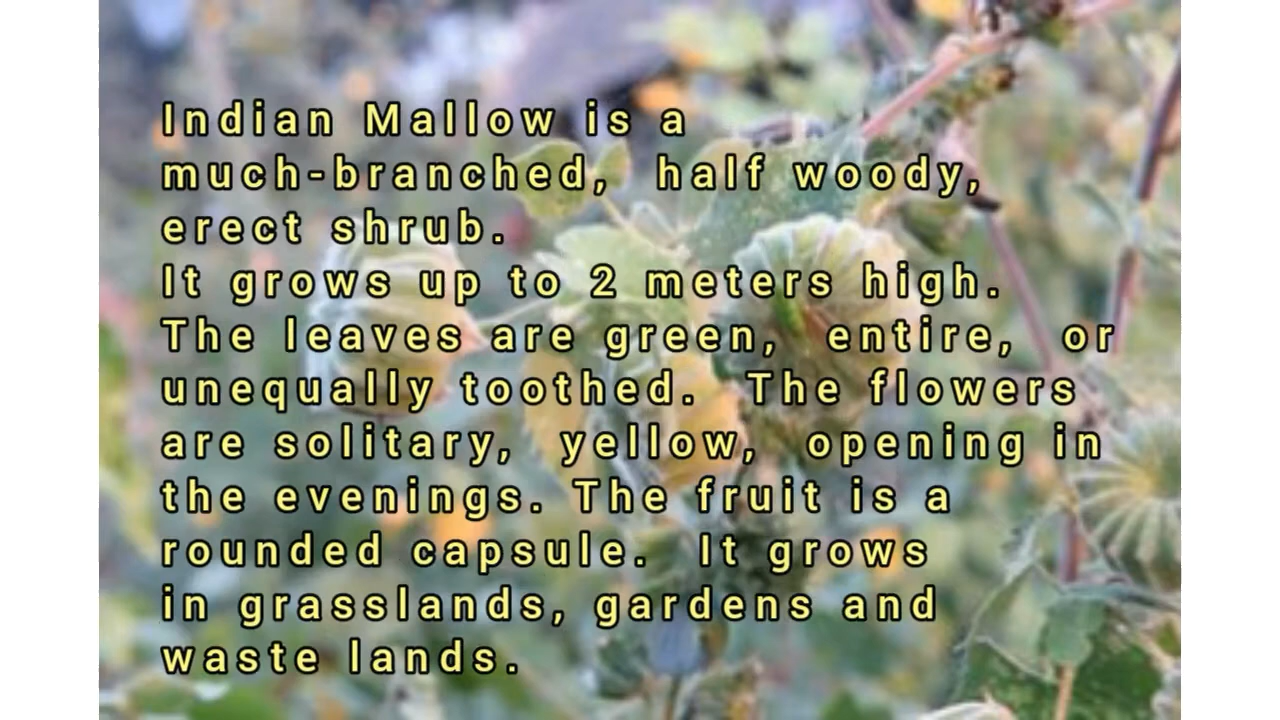 Indian Mallow is a
much-branched, half woody,
erect shrub.
It grows up to 2 meters high.
The leaves are green, entire, or
unequally toothed. The flowers
are solitary, yellow, opening in
the evenings. The fruit is a
rounded capsule. It grows
in grasslands, gardens and
waste lands.